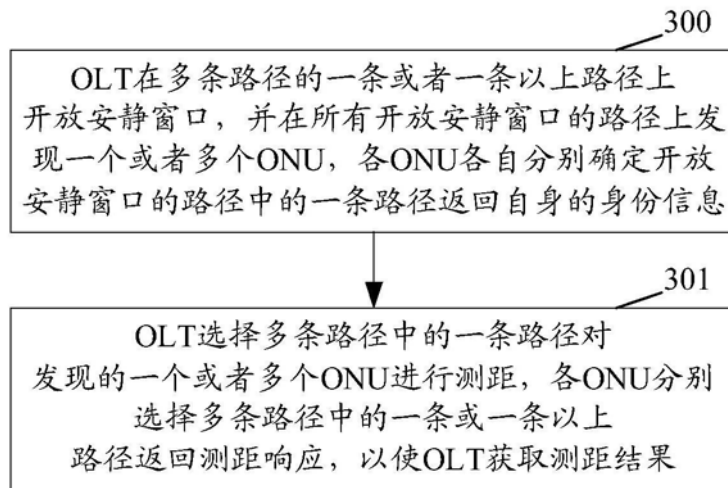 300
OLT在多条路径的一条或者一条以上路径上
开放安静窗口，并在所有开放安静窗口的路径上发
现一个或者多个ONU，各ONU各自分别确定开放
安静窗口的路径中的一条路径返回自身的身份信息
301
OLT选择多条路径中的一条路径对
发现的一个或者多个ONU进行测距，各ONU分别
选择多条路径中的一条或一条以上
路径返回测距响应，以使OLT获取测距结果